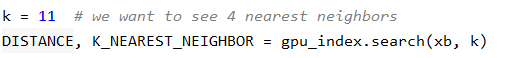 k = 11  # we want to see 4 nearest neighbors
DISTANCE, K_NEAREST_NEIGHBOR = gpu_index.search(xb, k)